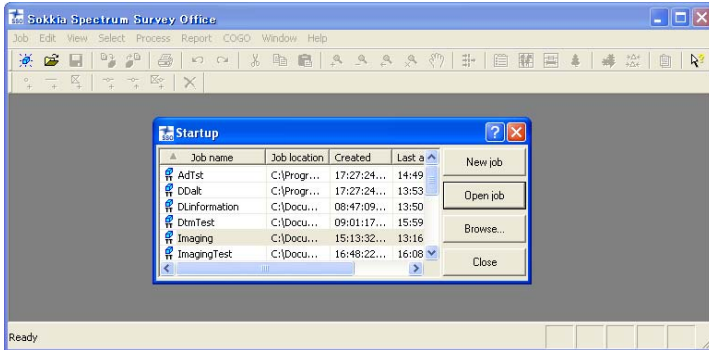 Sokkia Spectrum Survey Office
Job Edit View Select Process Report COGO Window Help
Startup
Job name Job location Created Last a
AdTst C:\Progr... 17:27:24... 14:49
DDalt C:\Progr... 17:27:24... 13:53
DLinformation C:\Docu... 08:47:09... 13:50
DtmTest C:\Docu... 09:01:17... 15:59
Imaging C:\Docu... 15:13:32... 13:16
ImagingTest C:\Docu... 16:48:22... 16:08
New job
Open job
Browse...
Close
Ready